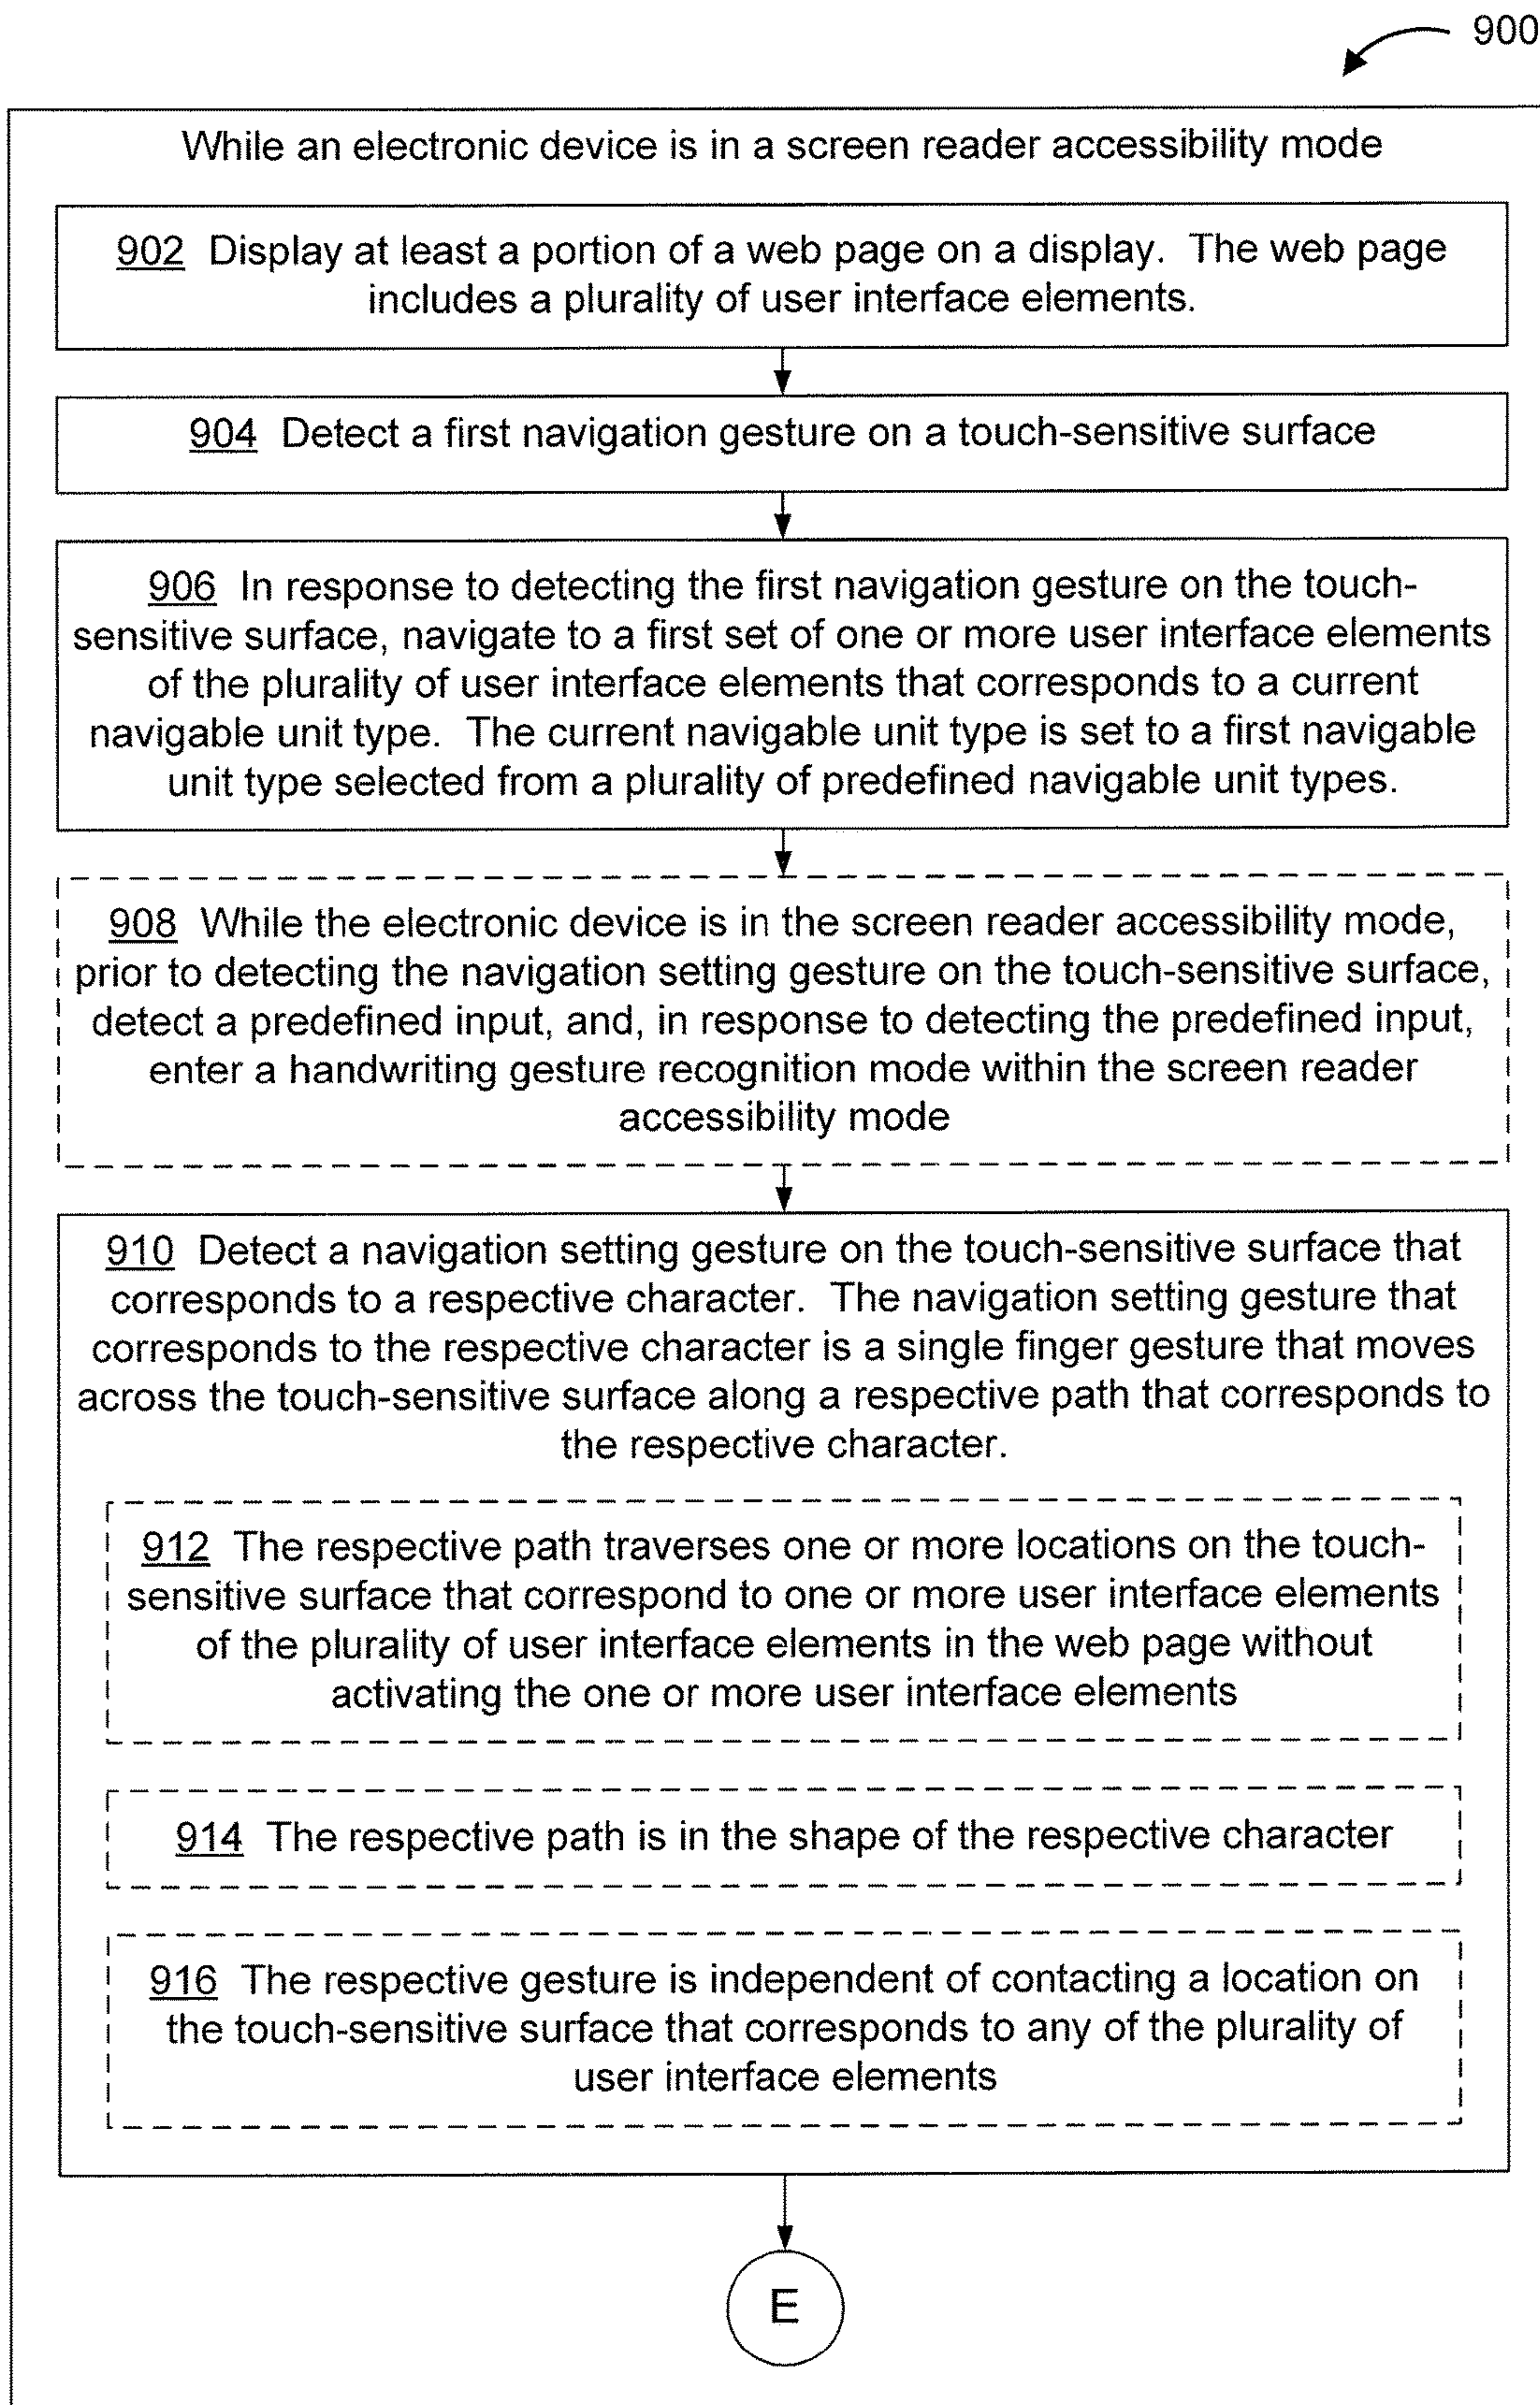 900
While an electronic device is in a screen reader accessibility mode
902 Display at least a portion of a web page on a display. The web page
includes a plurality of user interface elements.
904 Detect a first navigation gesture on a touch-sensitive surface
906 In response to detecting the first navigation gesture on the touch-
sensitive surface, navigate to a first set of one or more user interface elements
of the plurality of user interface elements that corresponds to a current
navigable unit type. The current navigable unit type is set to a first navigable
unit type selected from a plurality of predefined navigable unit types.
908 While the electronic device is in the screen reader accessibility mode,
prior to detecting the navigation setting gesture on the touch-sensitive surface,
detect a predefined input, and, in response to detecting the predefined input,
enter a handwriting gesture recognition mode within the screen reader
accessibility mode
910 Detect a navigation setting gesture on the touch-sensitive surface that
corresponds to a respective character. The navigation setting gesture that
corresponds to the respective character is a single finger gesture that moves
across the touch-sensitive surface along a respective path that corresponds to
the respective character.
912 The respective path traverses one or more locations on the touch-
sensitive surface that correspond to one or more user interface elements
of the plurality of user interface elements in the web page without
activating the one or more user interface elements
914 The respective path is in the shape of the respective character
916 The respective gesture is independent of contacting a location on
the touch-sensitive surface that corresponds to any of the plurality of
user interface elements
E